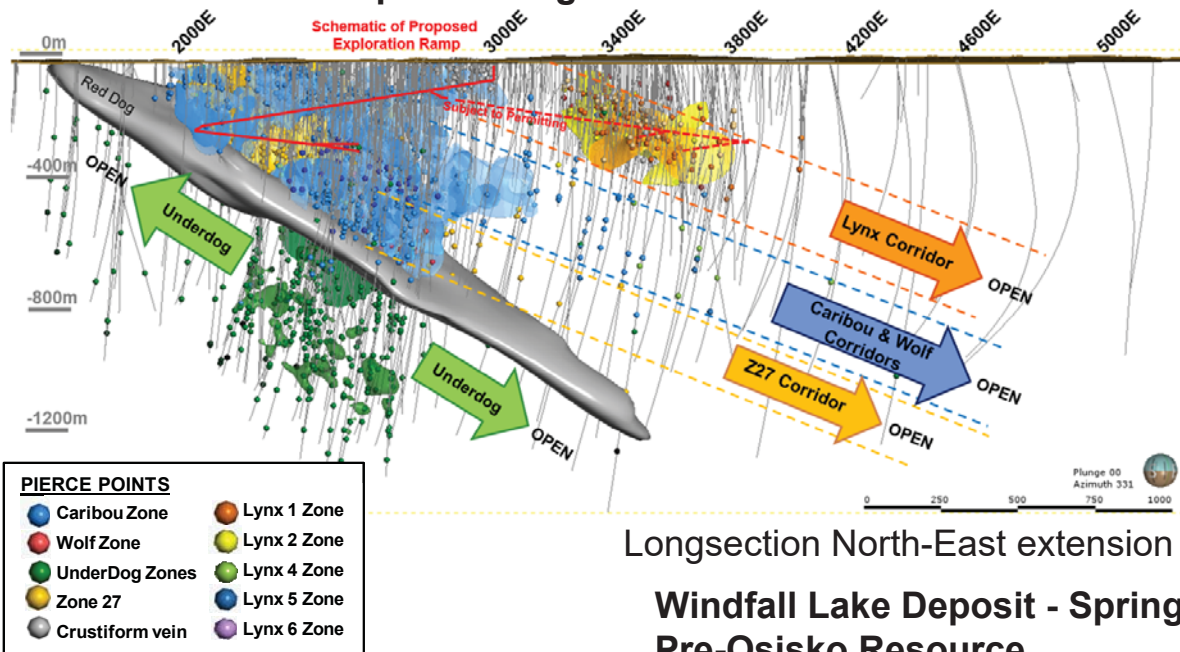 Schematic of Proposed
Exploration Ramp
2000E
3000E
3400E
3800E
4200E
4600E
5000E
0m
Red Dog
Subject to Permitting
-400m
OPEN
Underdog
Lynx Corridor
OPEN
-800m
Caribou & Wolf
Corridors
OPEN
Underdog
OPEN
Z27 Corridor
OPEN
-1200m
Plunge 00
Azimuth 331
0 250 500 750 1000
PIERCE POINTS
Caribou Zone
Wolf Zone
UnderDog Zones
Zone 27
Crustiform vein
Lynx 1 Zone
Lynx 2 Zone
Lynx 4 Zone
Lynx 5 Zone
Lynx 6 Zone
Longsection North-East extension
Windfall Lake Deposit - Spring
Pre-Osisko Resource